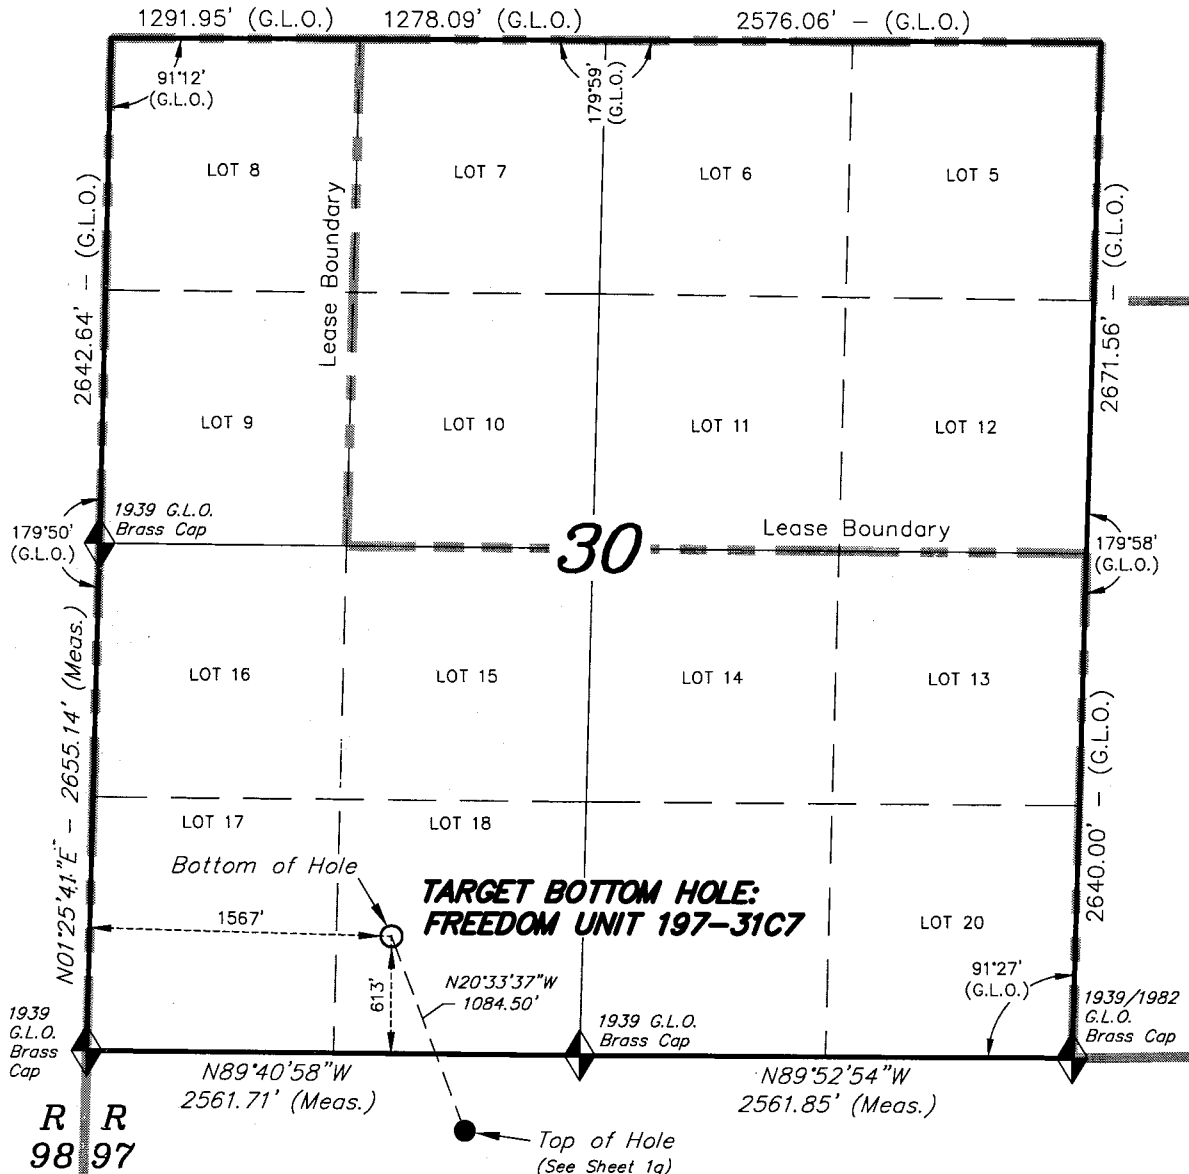 1291.95' (G.L.O.)
1278.09' (G.L.O.)
2576.06' – (G.L.O.)
91°12'
(G.L.O.)
179°59'
(G.L.O.)
LOT 8
LOT 7
LOT 6
LOT 5
2642.64' – (G.L.O.)
Lease Boundary
2671.56' – (G.L.O.)
LOT 9
LOT 10
LOT 11
LOT 12
1939 G.L.O.
Brass Cap
179°50'
(G.L.O.)
30
Lease Boundary
179°58'
(G.L.O.)
N01°25'41"E – 2655.14' (Meas.)
LOT 16
LOT 15
LOT 14
LOT 13
2640.00' – (G.L.O.)
LOT 17
LOT 18
Bottom of Hole
TARGET BOTTOM HOLE:
FREEDOM UNIT 197–31C7
1567'
LOT 20
613'
N20°33'37"W
1084.50'
91°27'
(G.L.O.)
1939
G.L.O.
Brass
Cap
1939 G.L.O.
Brass Cap
1939/1982
G.L.O.
Brass Cap
N89°40'58"W
2561.71' (Meas.)
N89°52'54"W
2561.85' (Meas.)
R R
98 97
Top of Hole
(See Sheet 1a)